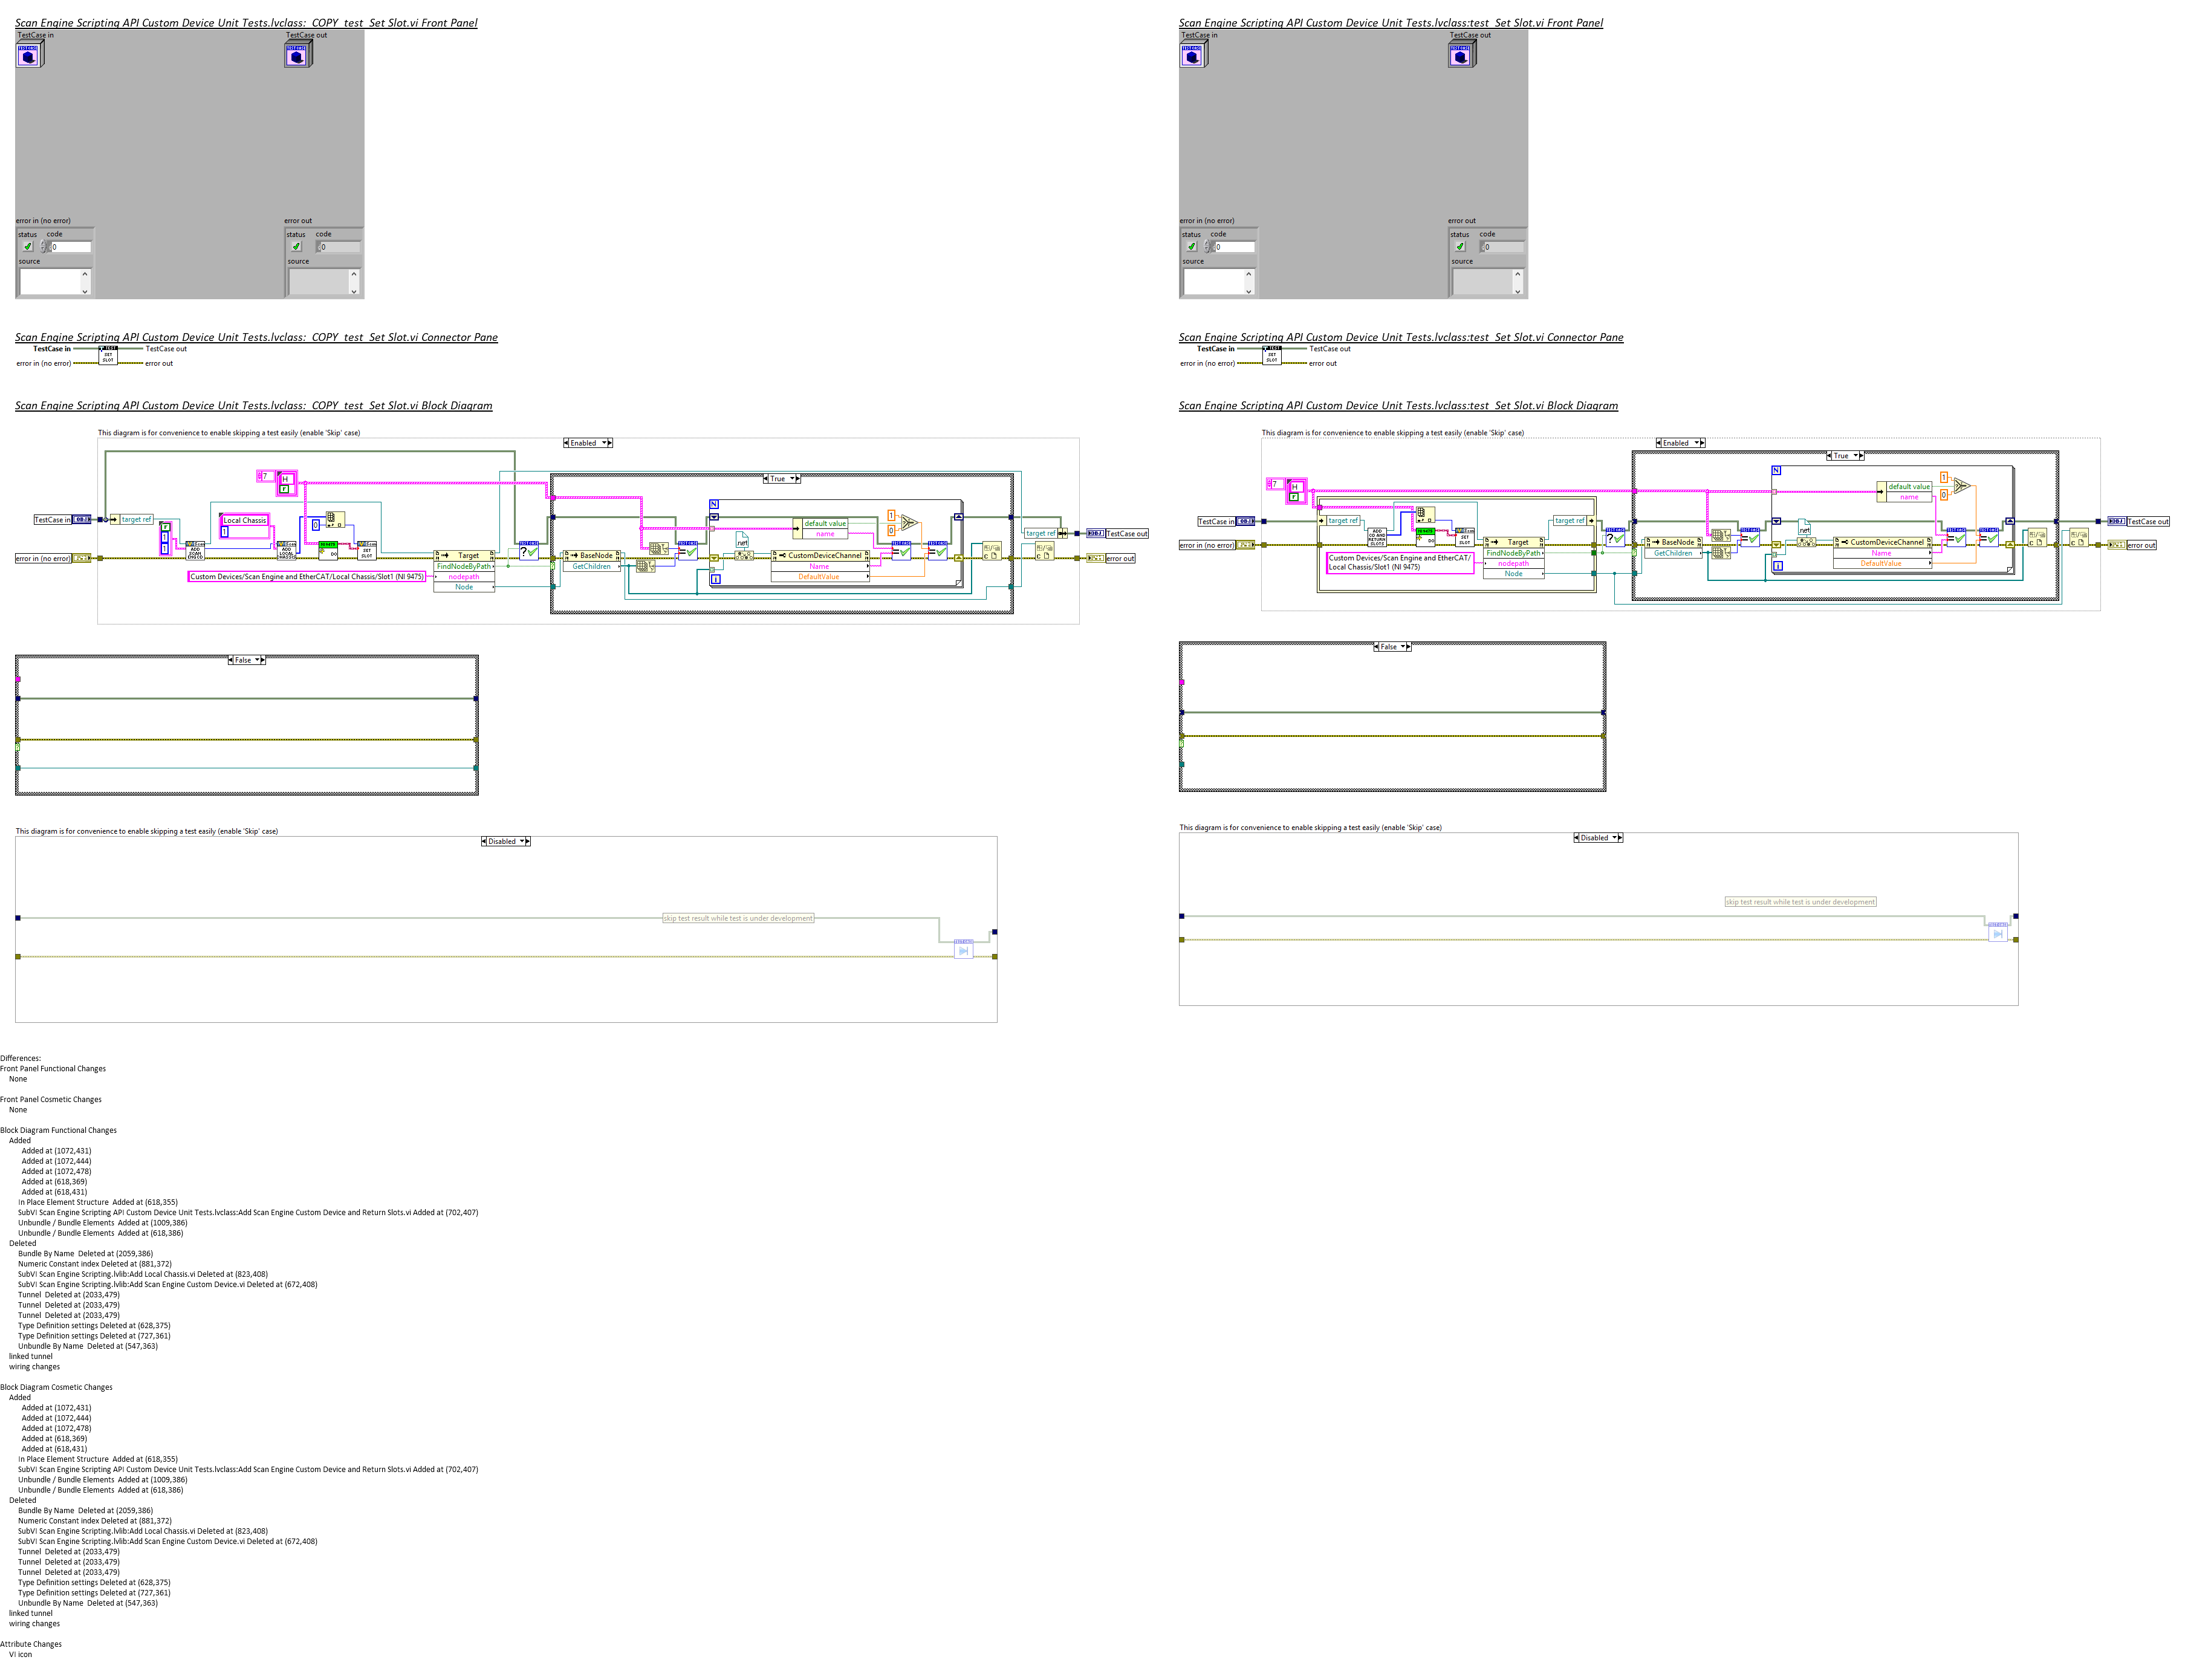 Scan Engine Scripting API Custom Device Unit Tests.lvclass:_COPY_test_Set Slot.vi Front Panel
TestCase in
TestCase out
error in (no error)
status code
0
source
error out
status code
0
source
Scan Engine Scripting API Custom Device Unit Tests.lvclass:_COPY_test_Set Slot.vi Connector Pane
TestCase in
TestCase out
error in (no error)
error out
TEST
SET
SLOT
Scan Engine Scripting API Custom Device Unit Tests.lvclass:_COPY_test_Set Slot.vi Block Diagram
This diagram is for convenience to enable skipping a test easily (enable 'Skip' case)
Enabled
7
H
F
True
N
TestCase in
target ref
Local Chassis
1
0
F
1
1
default value
name
1
0
target ref
TestCase out
error in (no error)
Target
FindNodeByPath
nodepath
Node
BaseNode
GetChildren
CustomDeviceChannel
Name
DefaultValue
i
error out
Custom Devices/Scan Engine and EtherCAT/Local Chassis/Slot1 (NI 9475)
False
This diagram is for convenience to enable skipping a test easily (enable 'Skip' case)
Disabled
skip test result while test is under development
Scan Engine Scripting API Custom Device Unit Tests.lvclass:test_Set Slot.vi Front Panel
TestCase in
TestCase out
error in (no error)
status code
0
source
error out
status code
0
source
Scan Engine Scripting API Custom Device Unit Tests.lvclass:test_Set Slot.vi Connector Pane
TestCase in
TestCase out
error in (no error)
error out
TEST
SET
SLOT
Scan Engine Scripting API Custom Device Unit Tests.lvclass:test_Set Slot.vi Block Diagram
This diagram is for convenience to enable skipping a test easily (enable 'Skip' case)
Enabled
True
7
H
F
N
default value
name
1
0
TestCase in
target ref
target ref
TestCase out
error in (no error)
Target
FindNodeByPath
nodepath
Node
BaseNode
GetChildren
CustomDeviceChannel
Name
DefaultValue
i
error out
Custom Devices/Scan Engine and EtherCAT/
Local Chassis/Slot1 (NI 9475)
False
This diagram is for convenience to enable skipping a test easily (enable 'Skip' case)
Disabled
skip test result while test is under development
Differences:
Front Panel Functional Changes
None
Front Panel Cosmetic Changes
None
Block Diagram Functional Changes
Added
Added at (1072,431)
Added at (1072,444)
Added at (1072,478)
Added at (618,369)
Added at (618,431)
In Place Element Structure  Added at (618,355)
SubVI Scan Engine Scripting API Custom Device Unit Tests.lvclass:Add Scan Engine Custom Device and Return Slots.vi Added at (702,407)
Unbundle / Bundle Elements  Added at (1009,386)
Unbundle / Bundle Elements  Added at (618,386)
Deleted
Bundle By Name  Deleted at (2059,386)
Numeric Constant index Deleted at (881,372)
SubVI Scan Engine Scripting.lvlib:Add Local Chassis.vi Deleted at (823,408)
SubVI Scan Engine Scripting.lvlib:Add Scan Engine Custom Device.vi Deleted at (672,408)
Tunnel  Deleted at (2033,479)
Tunnel  Deleted at (2033,479)
Tunnel  Deleted at (2033,479)
Type Definition settings Deleted at (628,375)
Type Definition settings Deleted at (727,361)
Unbundle By Name  Deleted at (547,363)
linked tunnel
wiring changes
Block Diagram Cosmetic Changes
Added
Added at (1072,431)
Added at (1072,444)
Added at (1072,478)
Added at (618,369)
Added at (618,431)
In Place Element Structure  Added at (618,355)
SubVI Scan Engine Scripting API Custom Device Unit Tests.lvclass:Add Scan Engine Custom Device and Return Slots.vi Added at (702,407)
Unbundle / Bundle Elements  Added at (1009,386)
Unbundle / Bundle Elements  Added at (618,386)
Deleted
Bundle By Name  Deleted at (2059,386)
Numeric Constant index Deleted at (881,372)
SubVI Scan Engine Scripting.lvlib:Add Local Chassis.vi Deleted at (823,408)
SubVI Scan Engine Scripting.lvlib:Add Scan Engine Custom Device.vi Deleted at (672,408)
Tunnel  Deleted at (2033,479)
Tunnel  Deleted at (2033,479)
Tunnel  Deleted at (2033,479)
Type Definition settings Deleted at (628,375)
Type Definition settings Deleted at (727,361)
Unbundle By Name  Deleted at (547,363)
linked tunnel
wiring changes
Attribute Changes
VI icon